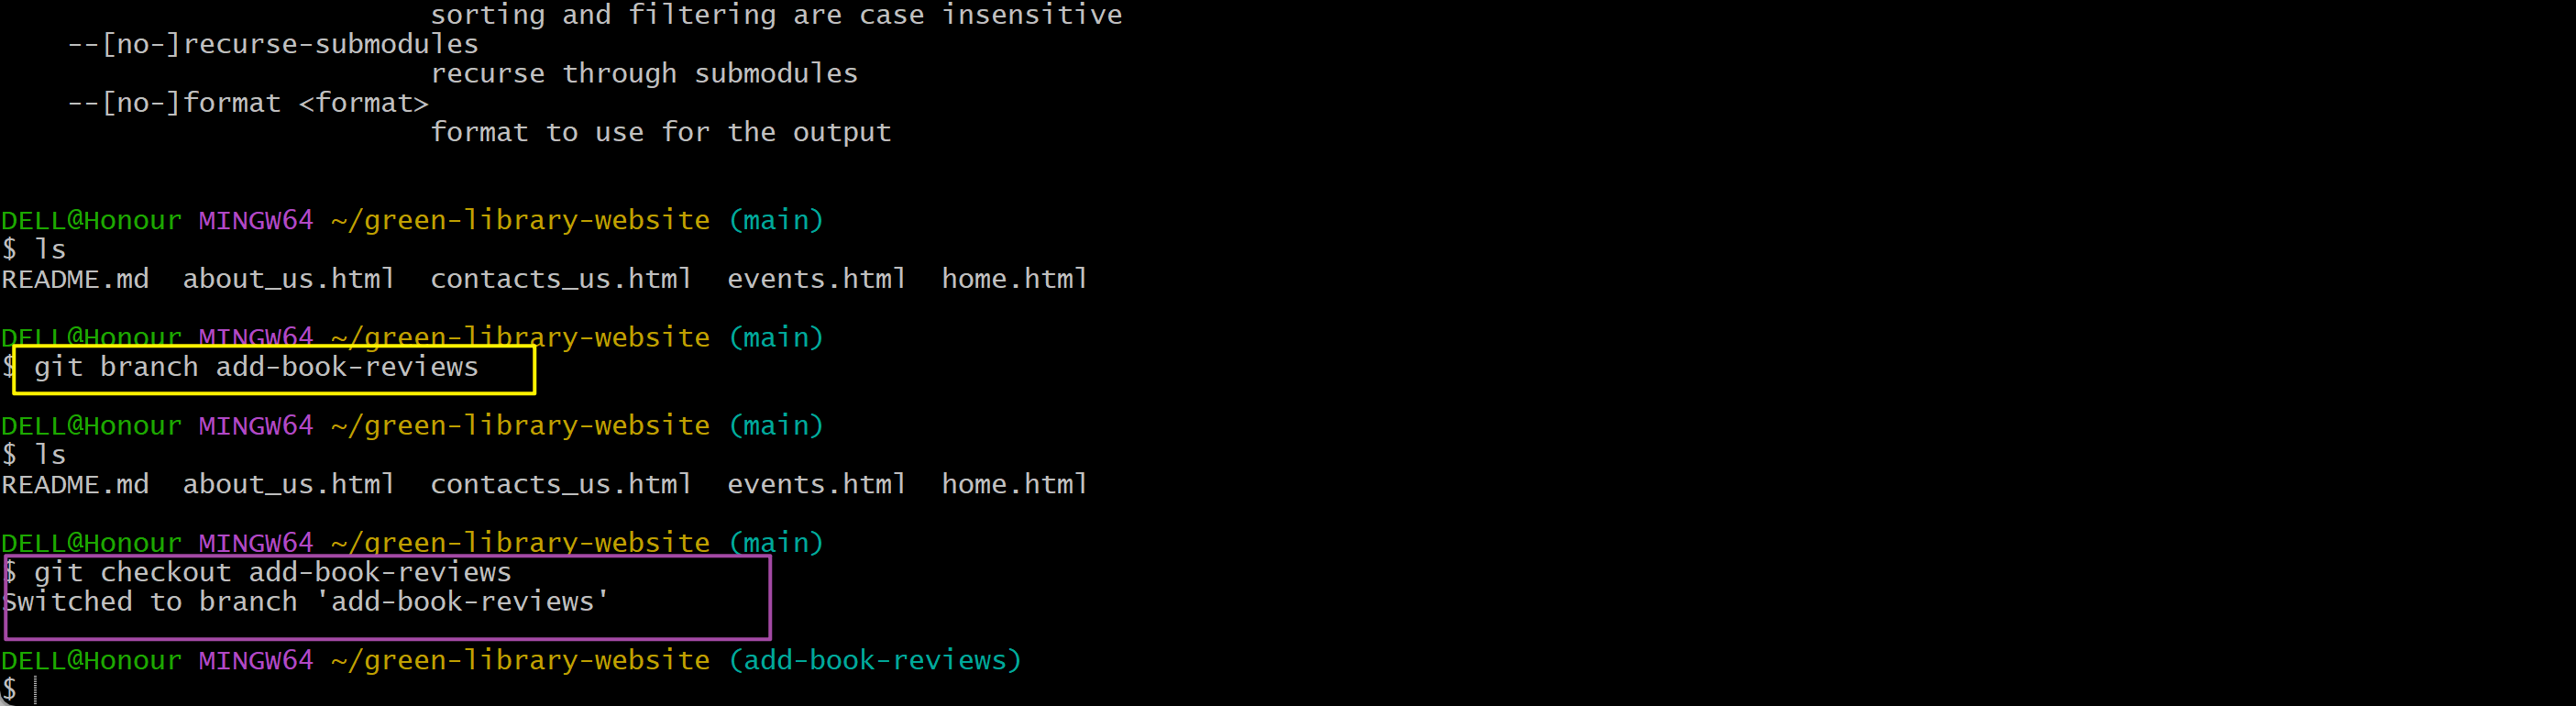 sorting and filtering are case insensitive
--[no-]recurse-submodules
recurse through submodules
--[no-]format <format>
format to use for the output
DELL@Honour MINGW64 ~/green-library-website (main)
$ ls
README.md  about_us.html  contacts_us.html  events.html  home.html
DELL@Honour MINGW64 ~/green-library-website (main)
$ git branch add-book-reviews
DELL@Honour MINGW64 ~/green-library-website (main)
$ ls
README.md  about_us.html  contacts_us.html  events.html  home.html
DELL@Honour MINGW64 ~/green-library-website (main)
$ git checkout add-book-reviews
Switched to branch 'add-book-reviews'
DELL@Honour MINGW64 ~/green-library-website (add-book-reviews)
$